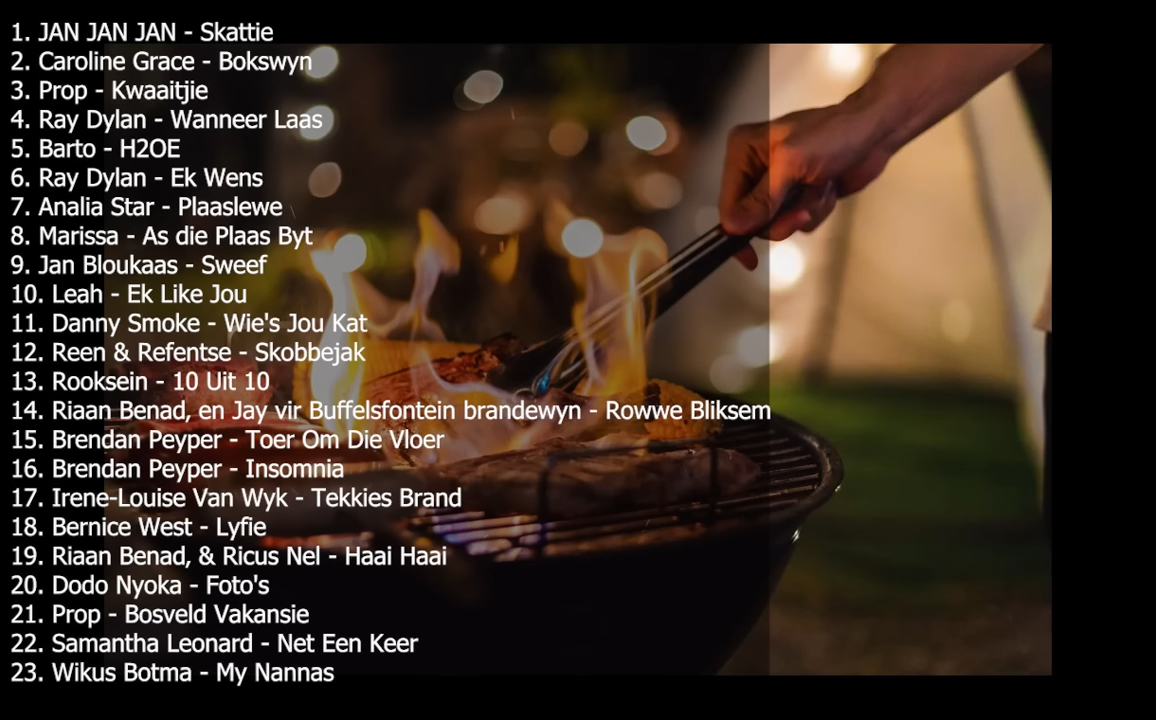 1. JAN JAN JAN - Skattie
2. Caroline Grace - Bokswyn
3. Prop - Kwaaitjie
4. Ray Dylan - Wanneer Laas
5. Barto - H2OE
6. Ray Dylan - Ek Wens
7. Analia Star - Plaaslewe
8. Marissa - As die Plaas Byt
9. Jan Bloukaas - Sweef
10. Leah - Ek Like Jou
11. Danny Smoke - Wie's Jou Kat
12. Reen & Refentse - Skobbejak
13. Rooksein - 10 Uit 10
14. Riaan Benad, en Jay vir Buffelsfontein brandewyn - Rowwe Bliksem
15. Brendan Peyper - Toer Om Die Vloer
16. Brendan Peyper - Insomnia
17. Irene-Louise Van Wyk - Tekkies Brand
18. Bernice West - Lyfie
19. Riaan Benad, & Ricus Nel - Haai Haai
20. Dodo Nyoka - Foto's
21. Prop - Bosveld Vakansie
22. Samantha Leonard - Net Een Keer
23. Wikus Botma - My Nannas